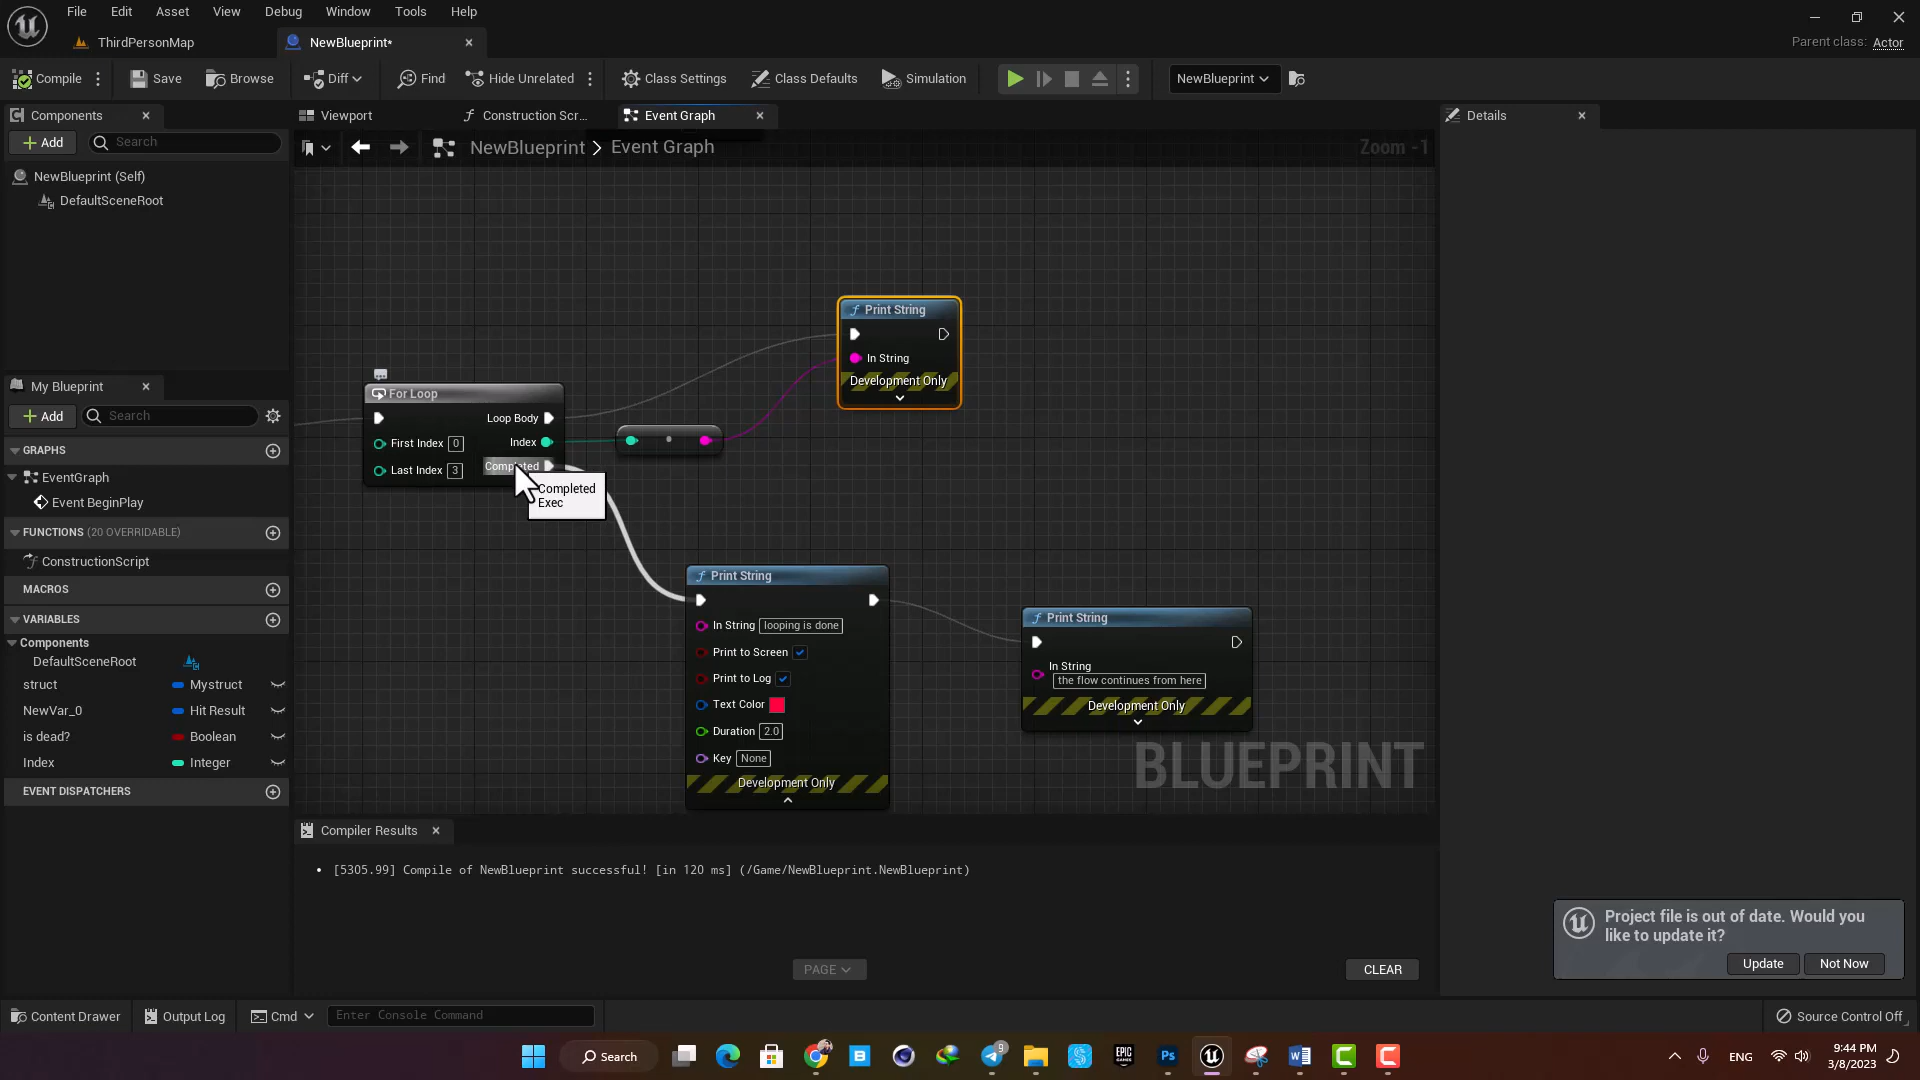 File Edit Asset View Debug Window Tools Help
ThirdPersonMap
NewBlueprint*
Parent class: Actor
Compile
Save
Browse
Diff
Find
Hide Unrelated
Class Settings
Class Defaults
Simulation
NewBlueprint
Components
Add
Search
NewBlueprint (Self)
DefaultSceneRoot
My Blueprint
Add
Search
GRAPHS
EventGraph
Event BeginPlay
FUNCTIONS (20 OVERRIDABLE)
ConstructionScript
MACROS
VARIABLES
Components
DefaultSceneRoot
struct Mystruct
NewVar_0 Hit Result
is dead? Boolean
Index Integer
EVENT DISPATCHERS
Viewport
Construction Scr...
Event Graph
NewBlueprint > Event Graph
Zoom -1
For Loop
Loop Body
First Index 0
Index
Last Index 3
Completed
Completed
Exec
Print String
In String
Development Only
Print String
In String looping is done
Print to Screen
Print to Log
Text Color
Duration 2.0
Key None
Development Only
Print String
In String
the flow continues from here
Development Only
BLUEPRINT
Details
Compiler Results
[5305.99] Compile of NewBlueprint successful! [in 120 ms] (/Game/NewBlueprint.NewBlueprint)
PAGE
CLEAR
Project file is out of date. Would you
like to update it?
Update
Not Now
Content Drawer
Output Log
Cmd
Enter Console Command
Source Control Off
Search
9
EPIC
GAMES
Ps
ENG
9:44 PM
3/8/2023